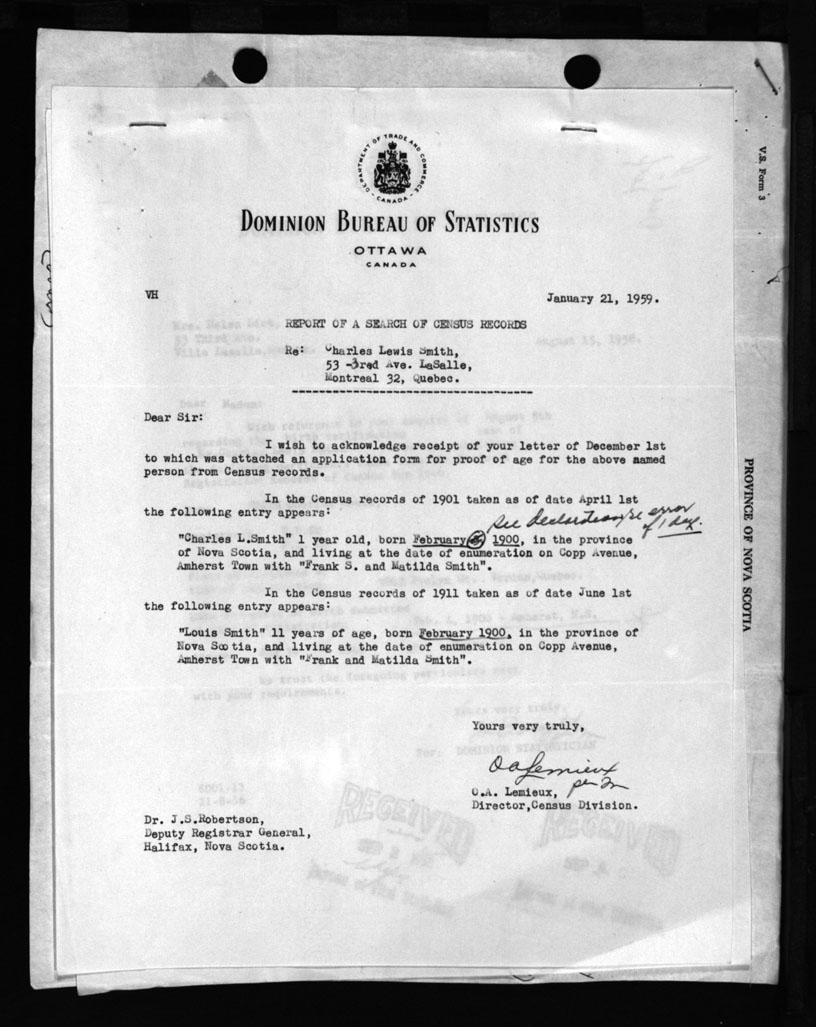 DEPARTMENT OF TRADE AND COMMERCE
CANADA
DOMINION BUREAU OF STATISTICS
OTTAWA
CANADA
V.S. Form 3
VH
January 21, 1959.
REPORT OF A SEARCH OF CENSUS RECORDS
Re: Charles Lewis Smith,
53 -3red Ave. LaSalle,
Montreal 32, Quebec.
Dear Sir:
I wish to acknowledge receipt of your letter of December 1st
to which was attached an application form for proof of age for the above named
person from Census records.
In the Census records of 1901 taken as of date April 1st
the following entry appears:
See declaration re error
of 1 day.
"Charles L.Smith" 1 year old, born February 1900, in the province
of Nova Scotia, and living at the date of enumeration on Copp Avenue,
Amherst Town with "Frank S. and Matilda Smith".
In the Census records of 1911 taken as of date June 1st
the following entry appears:
"Louis Smith" 11 years of age, born February 1900, in the province of
Nova Scotia, and living at the date of enumeration on Copp Avenue,
Amherst Town with "Frank and Matilda Smith".
PROVINCE OF NOVA SCOTIA
Yours very truly,
OALemieux
per
O.A. Lemieux,
Director,Census Division.
Dr. J.S.Robertson,
Deputy Registrar General,
Halifax, Nova Scotia.
RECEIVED
RECEIVED